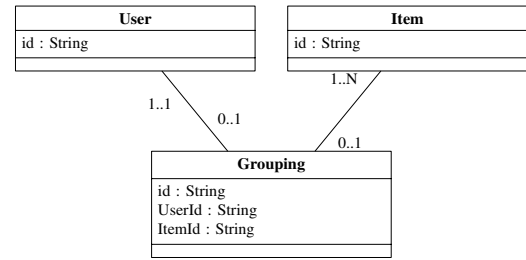 User
id : String
Item
id : String
1..1
0..1
1..N
0..1
Grouping
id : String
UserId : String
ItemId : String